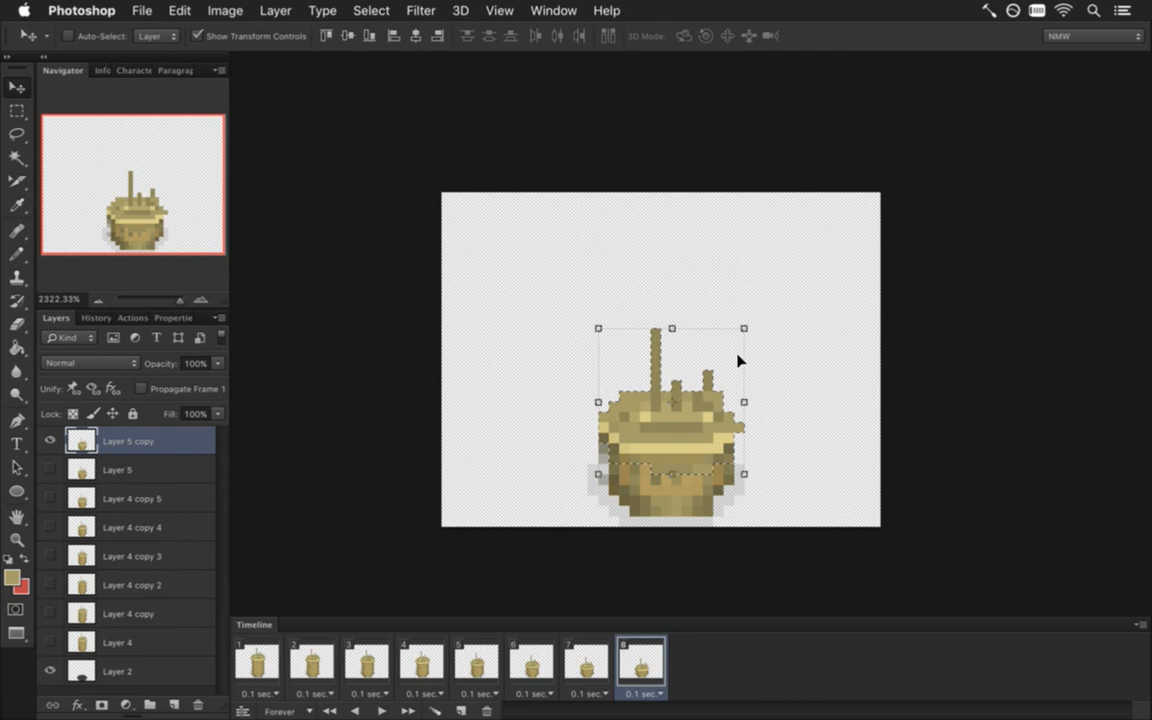 Photoshop File Edit Image Layer Type Select Filter 3D View Window Help
Auto-Select: Layer Show Transform Controls 3D Mode: NMW
Navigator Info Characte Paragrap
2322.33%
Layers History Actions Propertie
Kind
Normal Opacity: 100%
Unify: Propagate Frame 1
Lock: Fill: 100%
Layer 5 copy
Layer 5
Layer 4 copy 5
Layer 4 copy 4
Layer 4 copy 3
Layer 4 copy 2
Layer 4 copy
Layer 4
Layer 2
Timeline
1 2 3 4 5 6 7 8
0.1 sec. 0.1 sec. 0.1 sec. 0.1 sec. 0.1 sec. 0.1 sec. 0.1 sec. 0.1 sec.
Forever